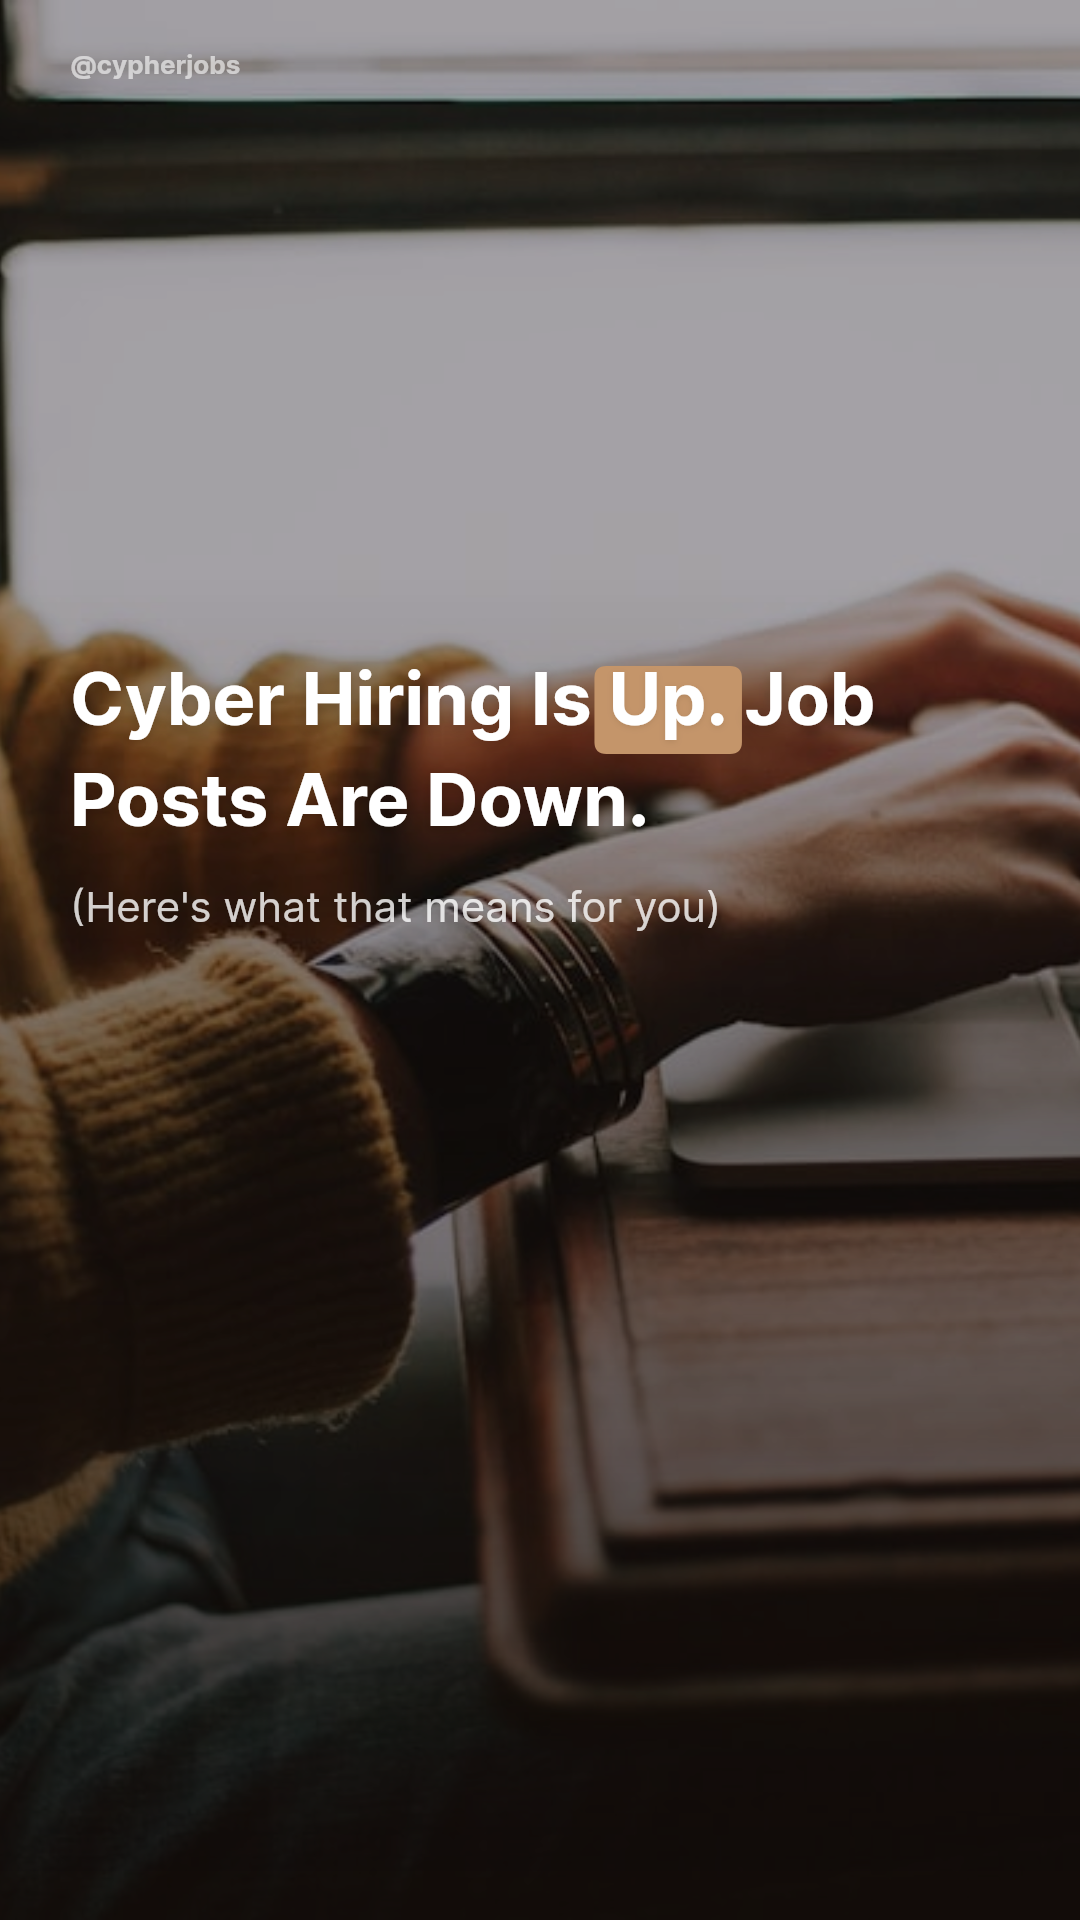 @cypherjobs
Cyber Hiring Is Up. Job
Posts Are Down.
(Here's what that means for you)